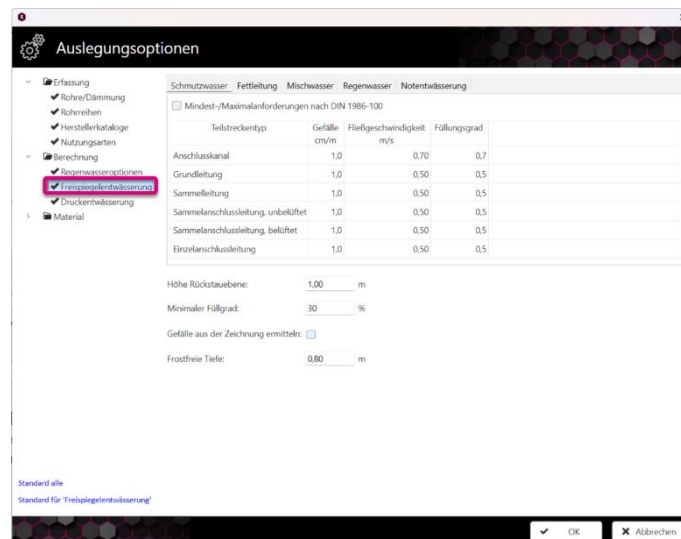 Auslegungsoptionen
Erfassung
Rohre/Dämmung
Rohrreihen
Herstellerkataloge
Nutzungsarten
Berechnung
Regenwasseroptionen
Freispiegelentwässerung
Druckentwässerung
Material
Schmutzwasser Fettleitung Mischwasser Regenwasser Notentwässerung
Mindest-/Maximalanforderungen nach DIN 1986-100
Teilstreckentyp Gefälle Fließgeschwindigkeit Füllungsgrad
cm/m m/s
Anschlusskanal 1,0 0,70 0,7
Grundleitung 1,0 0,50 0,5
Sammelleitung 1,0 0,50 0,5
Sammelanschlussleitung, unbelüftet 1,0 0,50 0,5
Sammelanschlussleitung, belüftet 1,0 0,50 0,5
Einzelanschlussleitung 1,0 0,50 0,5
Höhe Rückstauebene: 1,00 m
Minimaler Füllgrad: 30 %
Gefälle aus der Zeichnung ermitteln:
Frostfreie Tiefe: 0,80 m
Standard alle
Standard für 'Freispiegelentwässerung'
OK Abbrechen